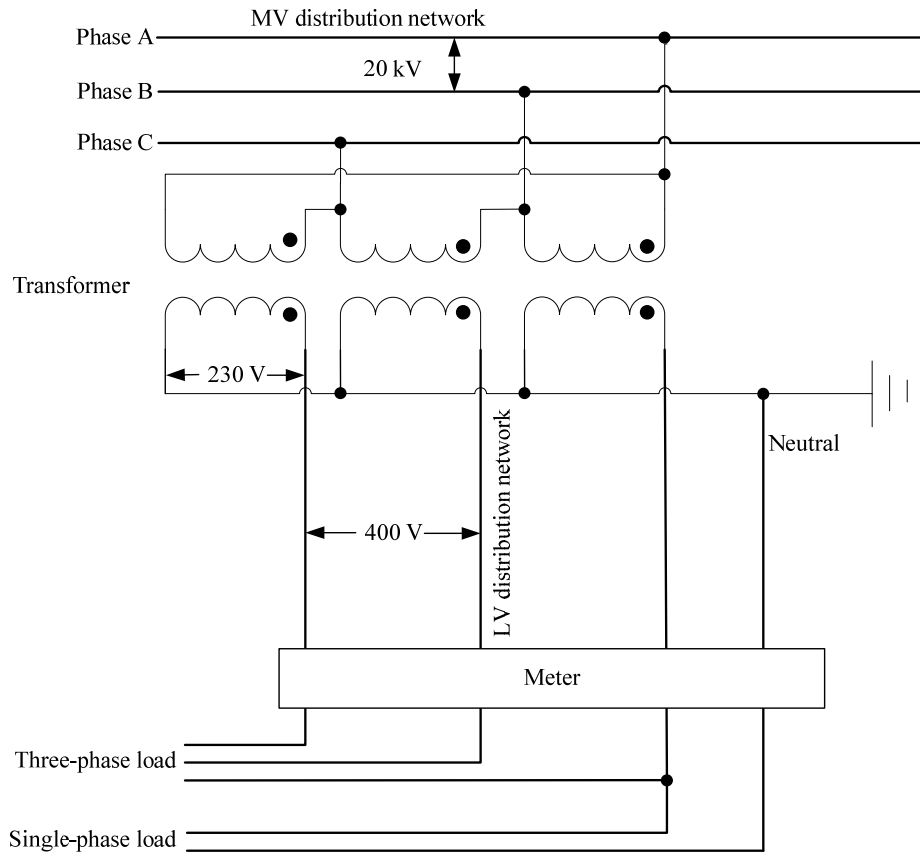 MV distribution network
Phase A
20 kV
Phase B
Phase C
Transformer
230 V
Neutral
400 V
LV distribution network
Meter
Three-phase load
Single-phase load